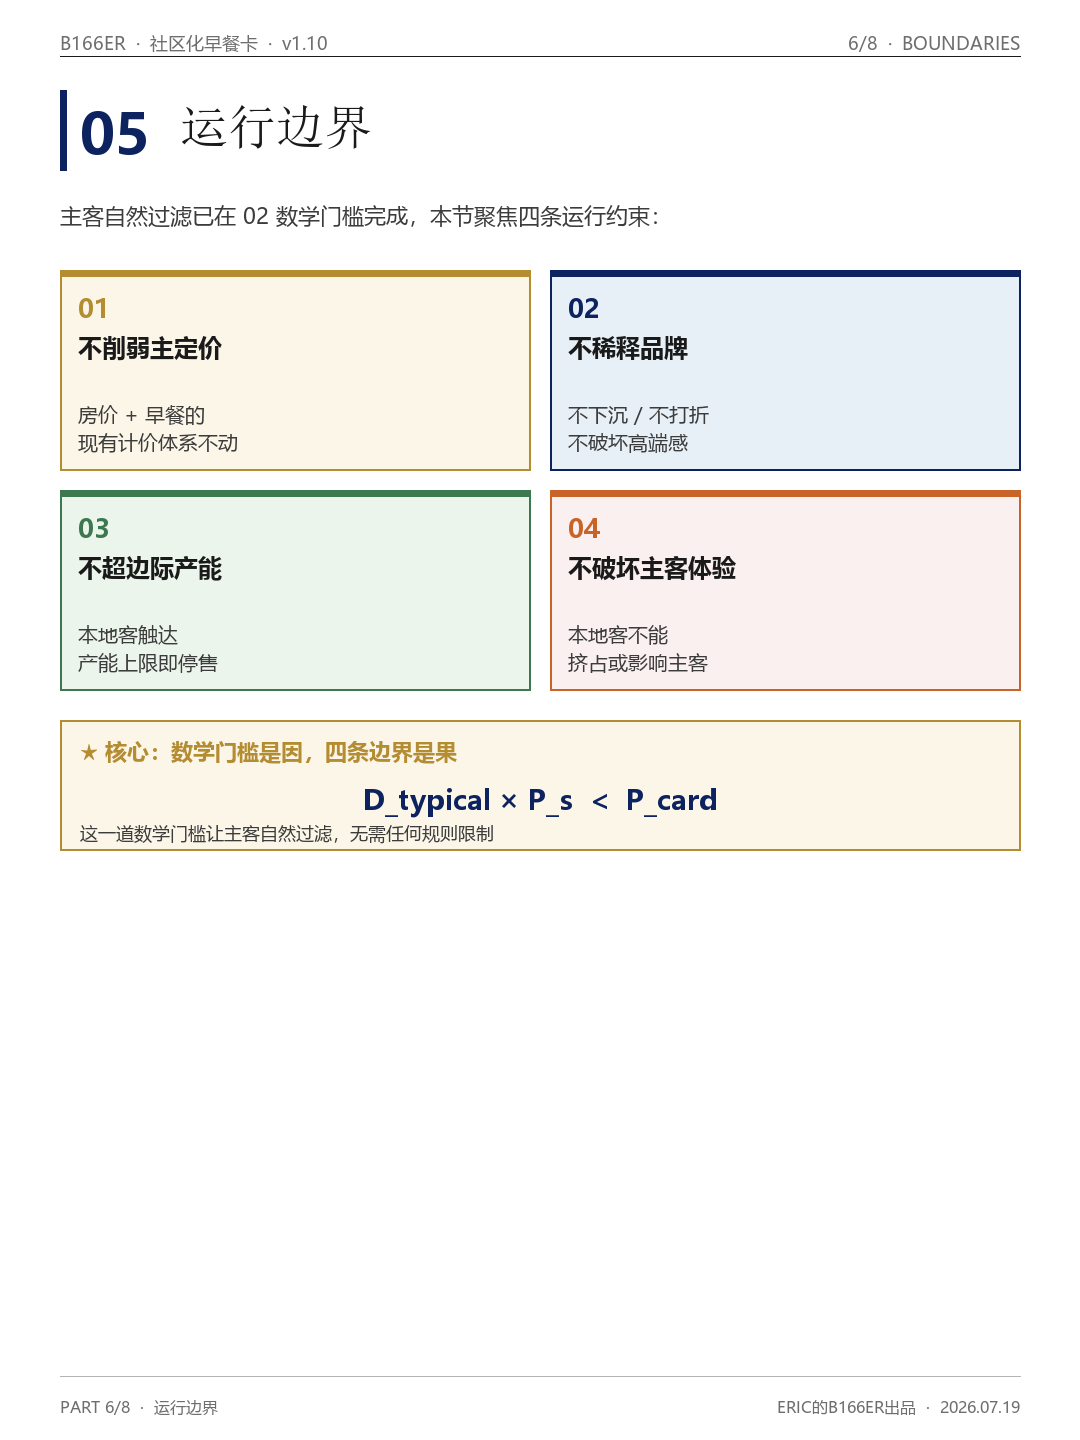 B166ER · 社区化早餐卡 · v1.10
6/8 · BOUNDARIES
05 运行边界
主客自然过滤已在 02 数学门槛完成，本节聚焦四条运行约束：
01
不削弱主定价
房价 + 早餐的
现有计价体系不动
02
不稀释品牌
不下沉 / 不打折
不破坏高端感
03
不超边际产能
本地客触达
产能上限即停售
04
不破坏主客体验
本地客不能
挤占或影响主客
★ 核心：数学门槛是因，四条边界是果
D_typical × P_s < P_card
这一道数学门槛让主客自然过滤，无需任何规则限制
PART 6/8 · 运行边界
ERIC的B166ER出品 · 2026.07.19